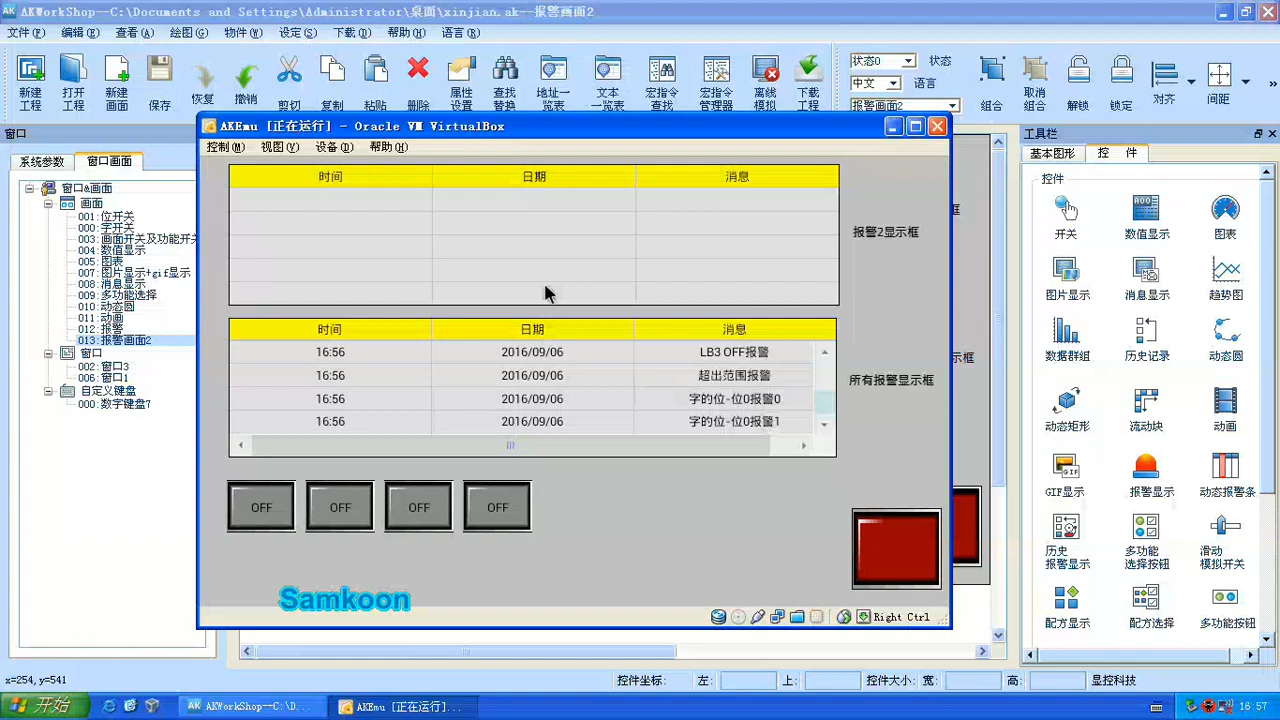 AKWorkShop--C:\Documents and Settings\Administrator\桌面\xinjian.ak--报警画面2
文件(F) 编辑(E) 查看(A) 绘图(G) 物件(W) 设定(S) 下载(D) 帮助(H) 语言(R)
新建工程 打开工程 新建画面 保存 恢复 撤销 剪切 复制 粘贴 删除 属性设置 查找替换 地址一览表 文本一览表 宏指令查找 宏指令管理器 离线模拟 下载工程
状态0 状态
中文 语言
报警画面2
组合 取消组合 解锁 锁定 对齐 间距
窗口
系统参数 窗口画面
窗口&画面
画面
001:位开关
000:字开关
003:画面开关及功能开关
004:数值显示
005:图表
007:图片显示+gif显示
008:消息显示
009:多功能选择
010:动态圆
011:动画
012:报警
013:报警画面2
窗口
002:窗口3
006:窗口1
自定义键盘
000:数字键盘7
AKEmu [正在运行] - Oracle VM VirtualBox
控制(M) 视图(V) 设备(D) 帮助(H)
时间 日期 消息
报警2显示框
时间 日期 消息
16:56 2016/09/06 LB3 OFF报警
16:56 2016/09/06 超出范围报警
16:56 2016/09/06 字的位-位0报警0
16:56 2016/09/06 字的位-位0报警1
所有报警显示框
OFF OFF OFF OFF
Samkoon
Right Ctrl
框
示框
工具栏
基本图形 控 件
控件
开关 数值显示 图表
图片显示 消息显示 趋势图
数据群组 历史记录 动态圆
动态矩形 流动块 动画
GIF显示 报警显示 动态报警条
历史报警显示 多功能选择按钮 滑动模拟开关
配方显示 配方选择 多功能按钮
x=254, y=541
控件坐标: 左: 上: 控件大小: 宽: 高: 显控科技
开始 AKWorkShop--C:\D... AKEmu [正在运行]... 16:57